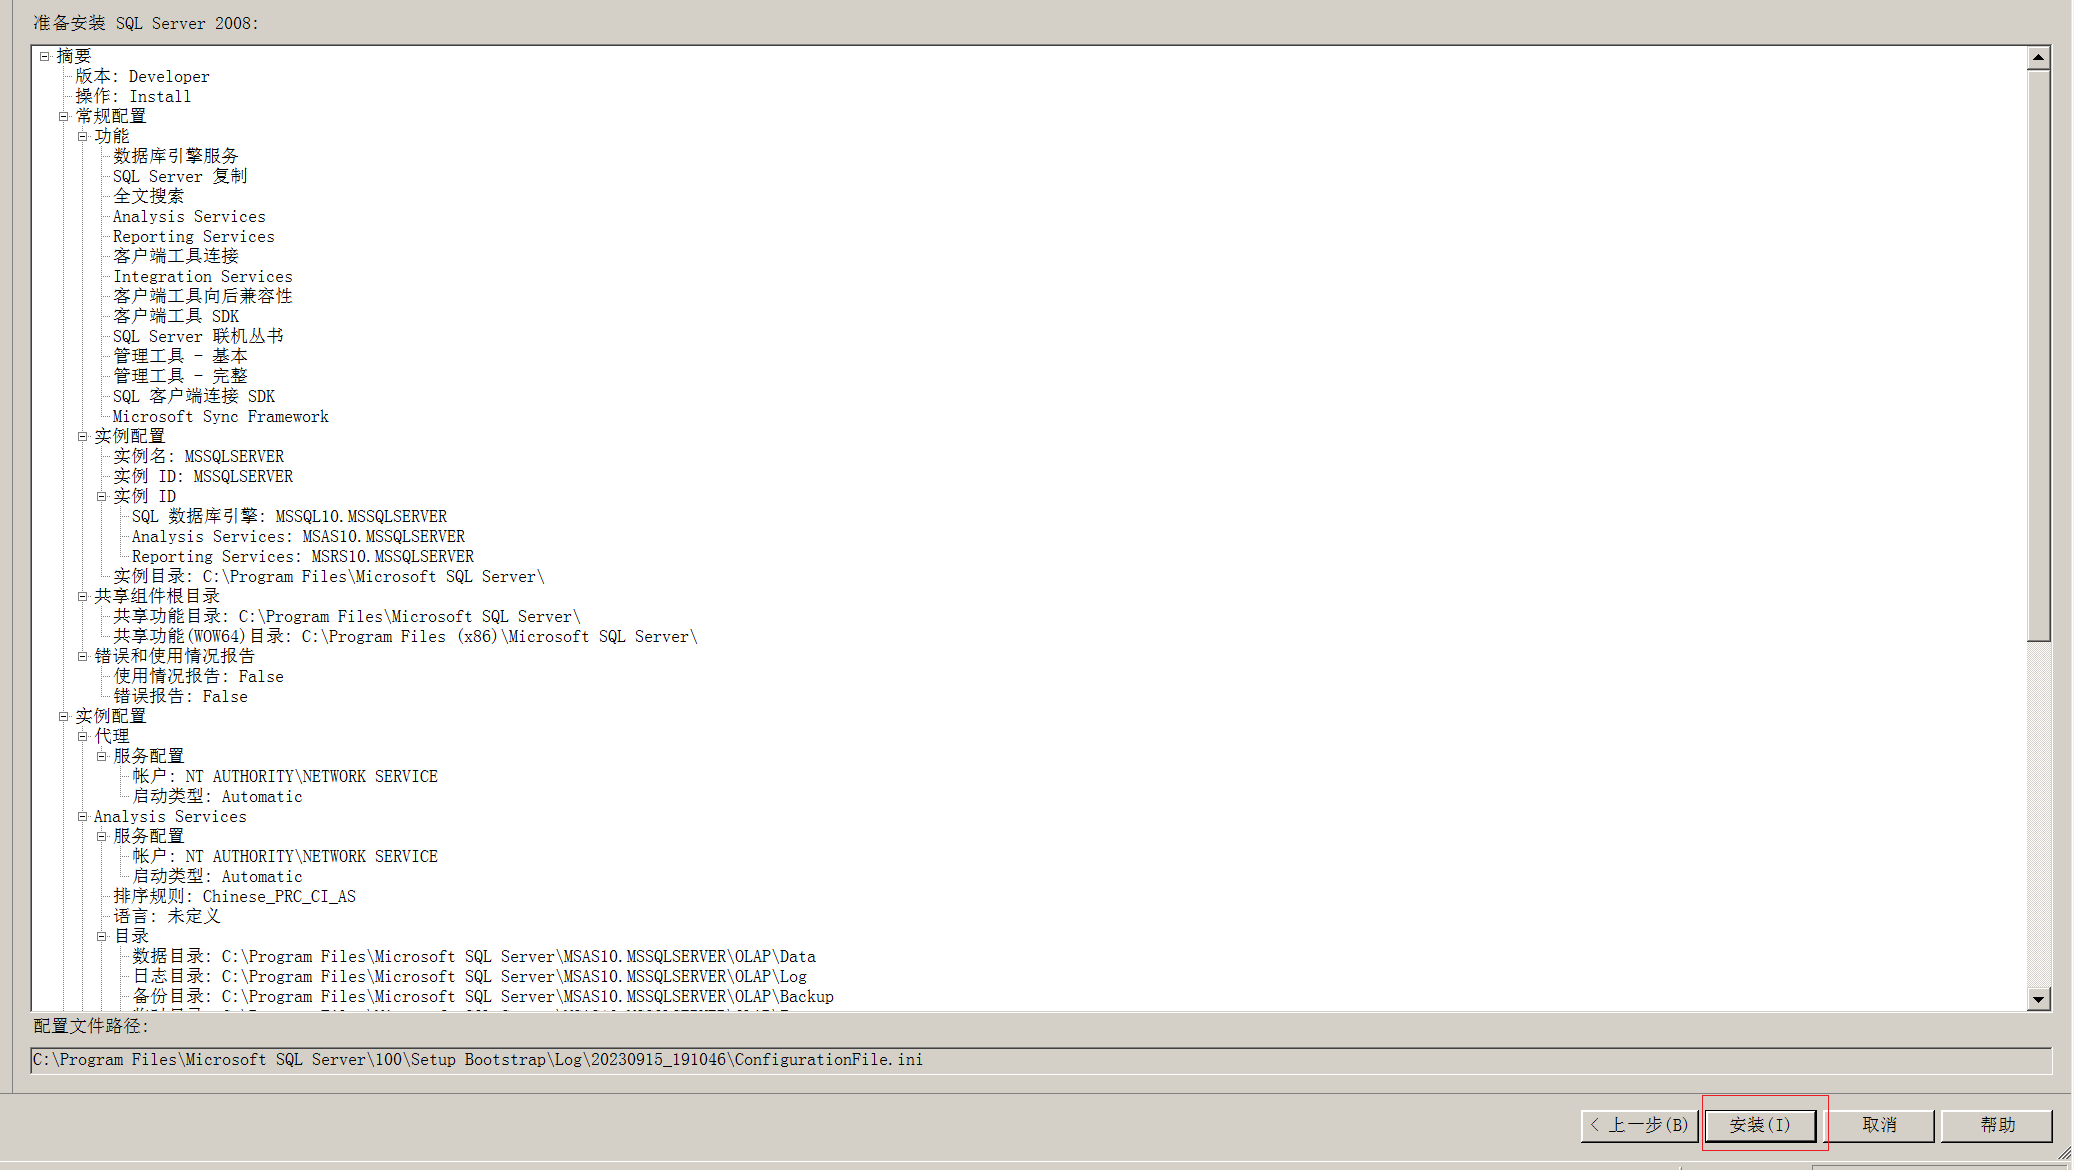 准备安装 SQL Server 2008:
摘要
版本: Developer
操作: Install
常规配置
功能
数据库引擎服务
SQL Server 复制
全文搜索
Analysis Services
Reporting Services
客户端工具连接
Integration Services
客户端工具向后兼容性
客户端工具 SDK
SQL Server 联机丛书
管理工具 - 基本
管理工具 - 完整
SQL 客户端连接 SDK
Microsoft Sync Framework
实例配置
实例名: MSSQLSERVER
实例 ID: MSSQLSERVER
实例 ID
SQL 数据库引擎: MSSQL10.MSSQLSERVER
Analysis Services: MSAS10.MSSQLSERVER
Reporting Services: MSRS10.MSSQLSERVER
实例目录: C:\Program Files\Microsoft SQL Server\
共享组件根目录
共享功能目录: C:\Program Files\Microsoft SQL Server\
共享功能(WOW64)目录: C:\Program Files (x86)\Microsoft SQL Server\
错误和使用情况报告
使用情况报告: False
错误报告: False
实例配置
代理
服务配置
帐户: NT AUTHORITY\NETWORK SERVICE
启动类型: Automatic
Analysis Services
服务配置
帐户: NT AUTHORITY\NETWORK SERVICE
启动类型: Automatic
排序规则: Chinese_PRC_CI_AS
语言: 未定义
目录
数据目录: C:\Program Files\Microsoft SQL Server\MSAS10.MSSQLSERVER\OLAP\Data
日志目录: C:\Program Files\Microsoft SQL Server\MSAS10.MSSQLSERVER\OLAP\Log
备份目录: C:\Program Files\Microsoft SQL Server\MSAS10.MSSQLSERVER\OLAP\Backup
配置文件路径:
C:\Program Files\Microsoft SQL Server\100\Setup Bootstrap\Log\20230915_191046\ConfigurationFile.ini
< 上一步(B) 安装(I) 取消 帮助